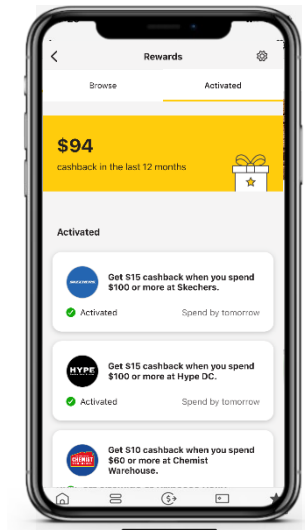 Rewards
Browse
Activated
$94
cashback in the last 12 months
Activated
SKECHERS
Get $15 cashback when you spend
$100 or more at Skechers.
Activated
Spend by tomorrow
HYPE
Get $15 cashback when you spend
$100 or more at Hype DC.
Activated
Spend by tomorrow
CHEMIST
Get $10 cashback when you spend
$60 or more at Chemist
Warehouse.